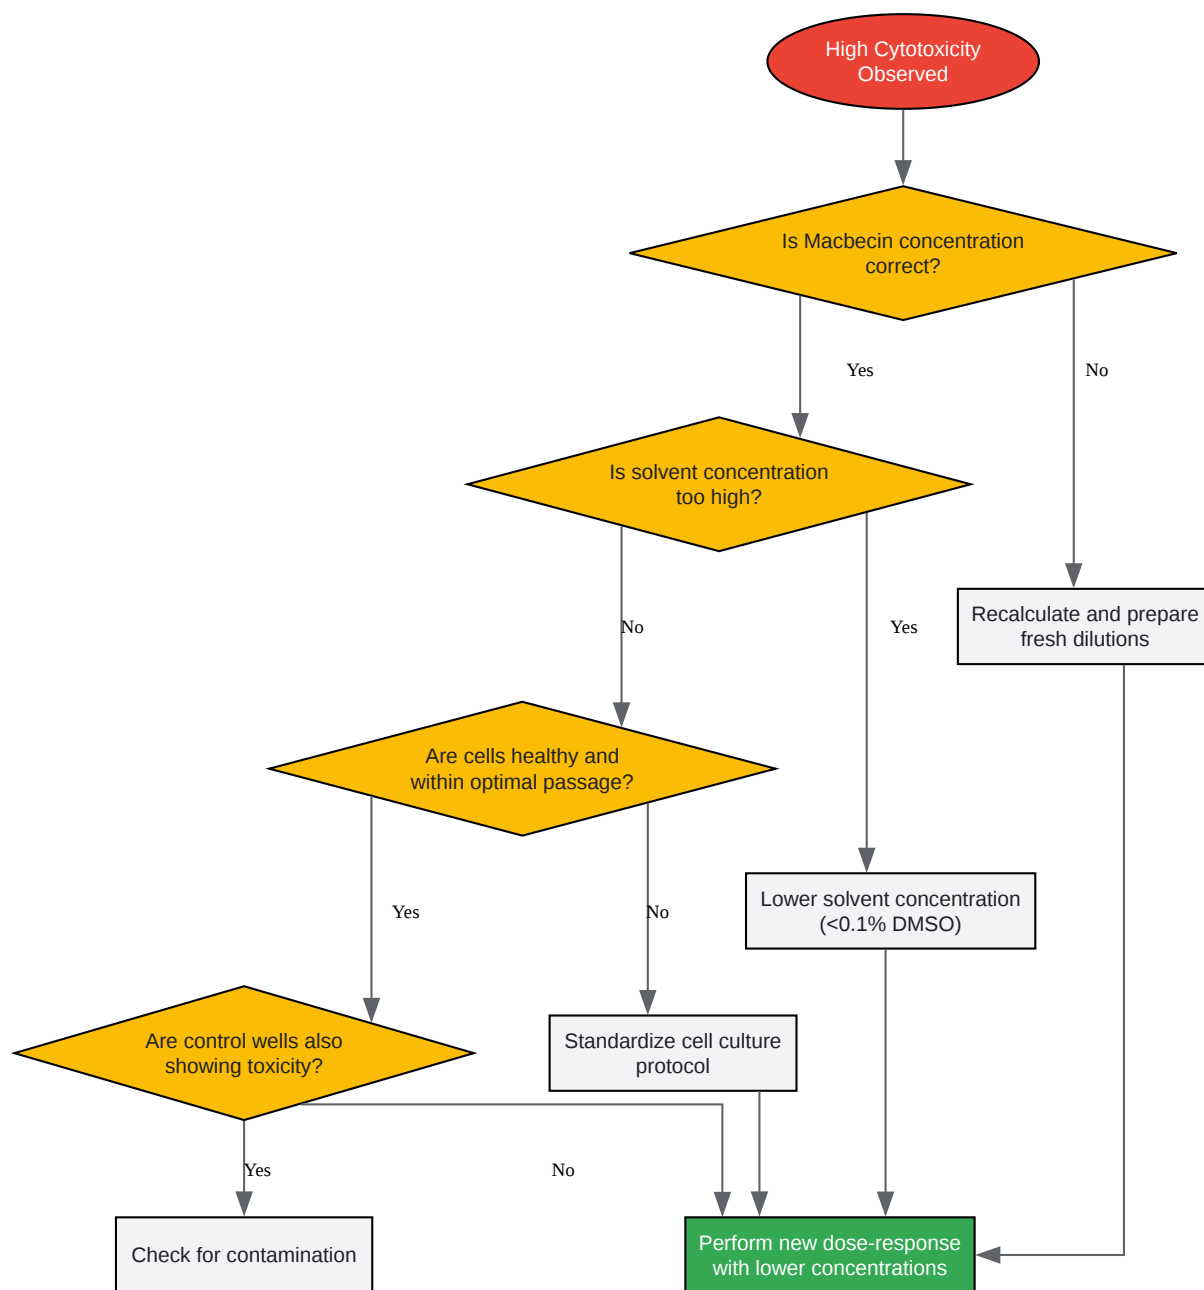 High Cytotoxicity
Observed
Is Macbecin concentration
correct?
Yes
No
Is solvent concentration
too high?
Recalculate and prepare
fresh dilutions
No
Yes
Are cells healthy and
within optimal passage?
Lower solvent concentration
(<0.1% DMSO)
Yes
No
Are control wells also
showing toxicity?
Standardize cell culture
protocol
Yes
No
Check for contamination
Perform new dose-response
with lower concentrations